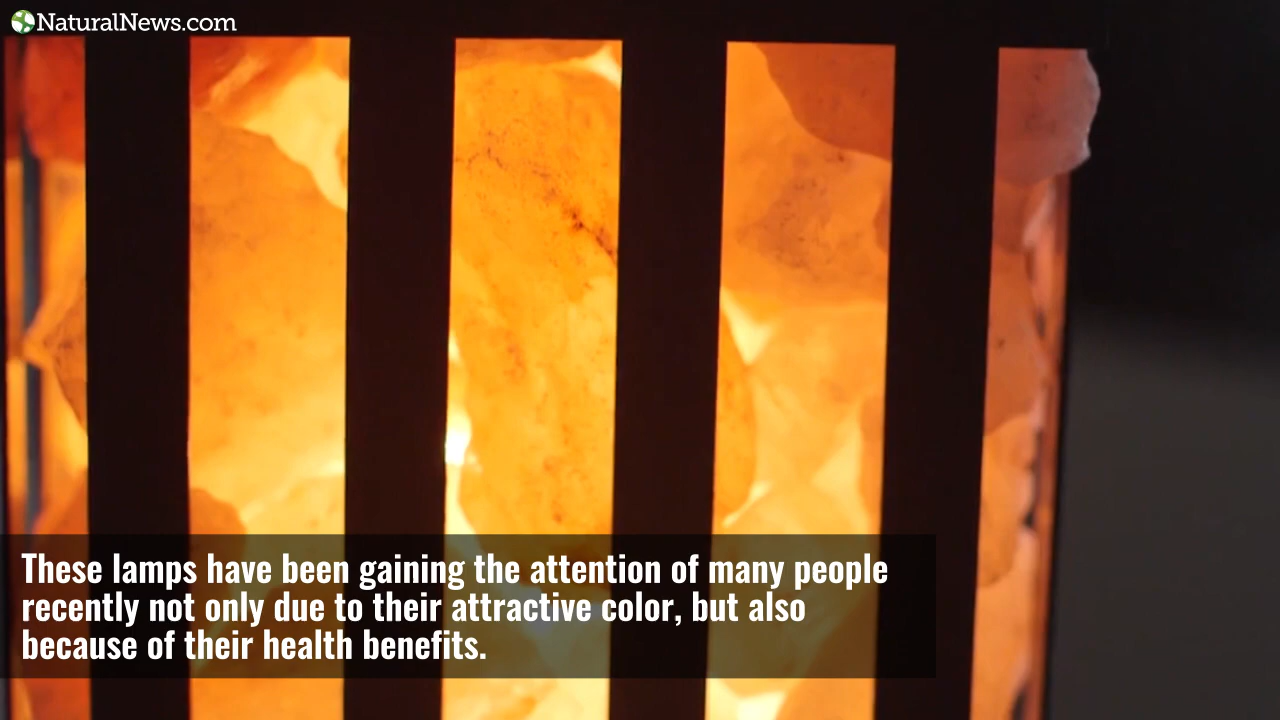 NaturalNews.com
These lamps have been gaining the attention of many people
recently not only due to their attractive color, but also
because of their health benefits.